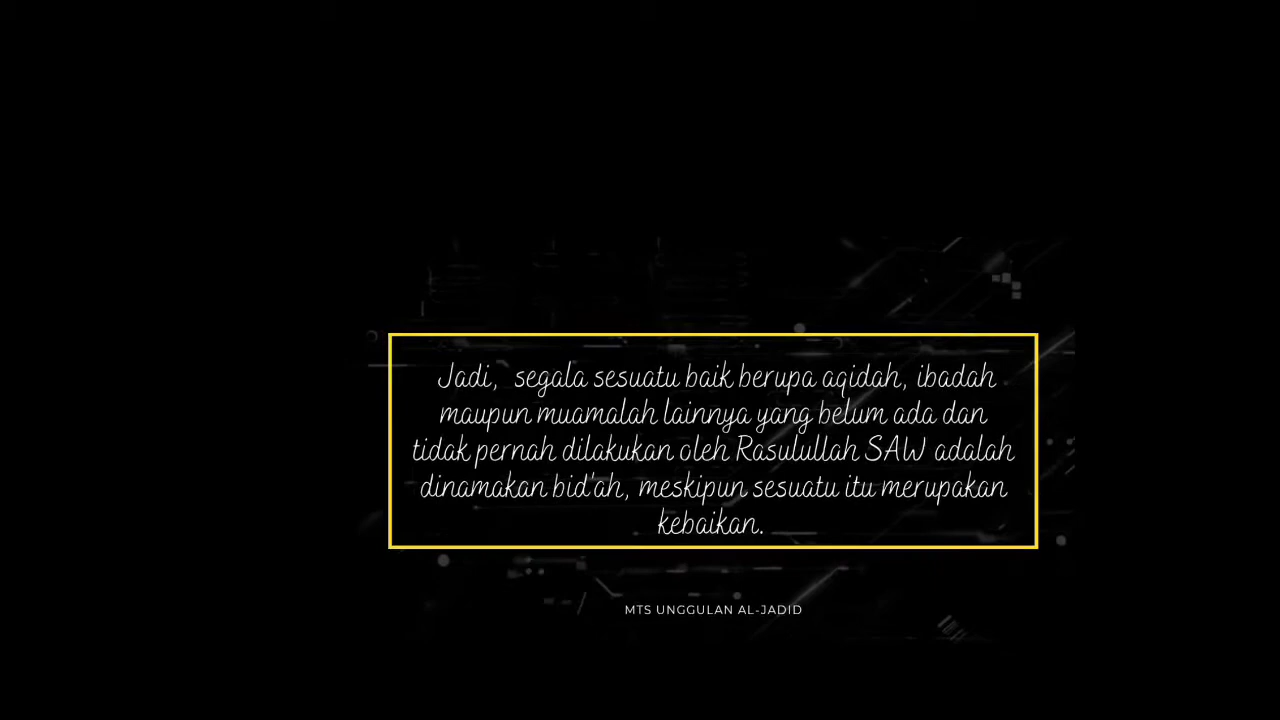 Jadi, segala sesuatu baik berupa aqidah, ibadah
maupun muamalah lainnya yang belum ada dan
tidak pernah dilakukan oleh Rasulullah SAW adalah
dinamakan bid'ah, meskipun sesuatu itu merupakan
kebaikan.
MTS UNGGULAN AL-JADID